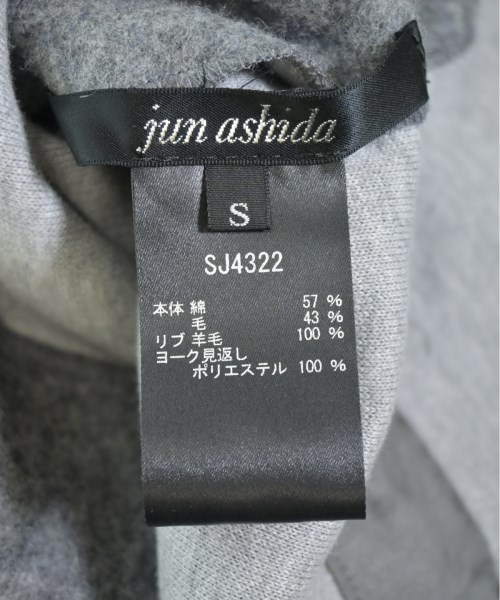 jun ashida
S
SJ4322
本体 綿 57 %
毛 43 %
リブ 羊毛 100 %
ヨーク見返し
ポリエステル 100 %